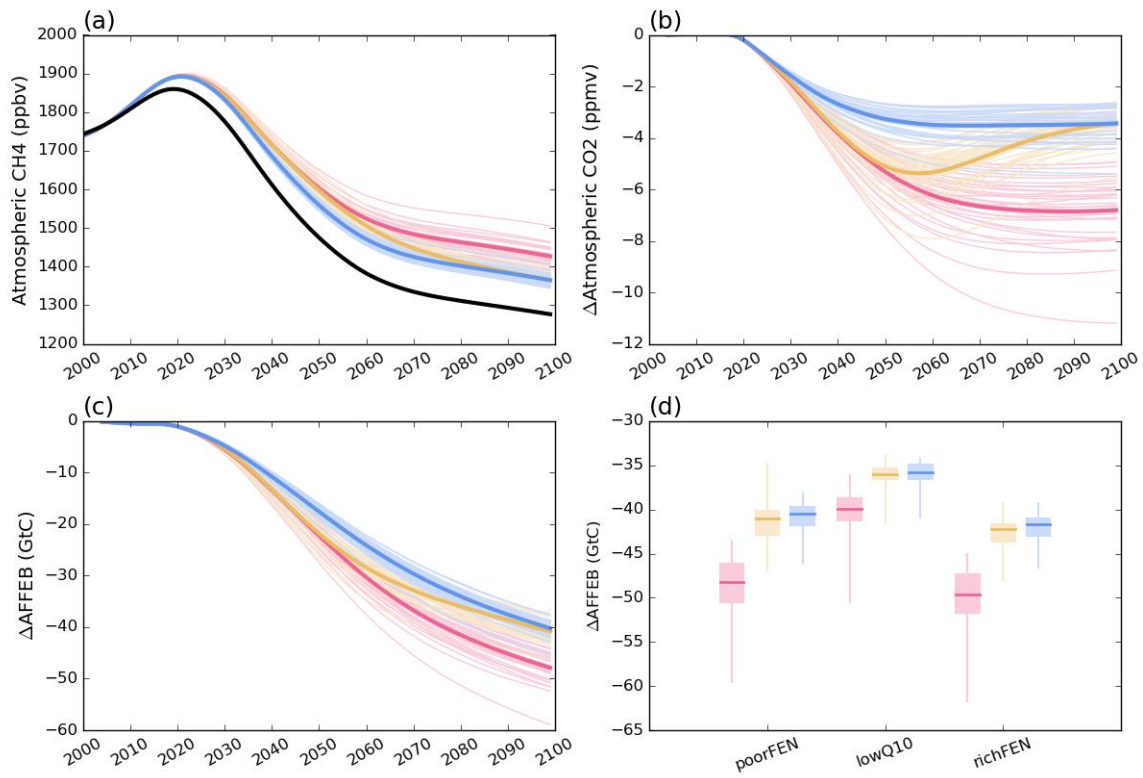 (a)
Atmospheric CH4 (ppbv)
2000
1900
1800
1700
1600
1500
1400
1300
1200
2000 2010 2020 2030 2040 2050 2060 2070 2080 2090 2100
(b)
ΔAtmospheric CO2 (ppmv)
0
−2
−4
−6
−8
−10
−12
2000 2010 2020 2030 2040 2050 2060 2070 2080 2090 2100
(c)
ΔAFFEB (GtC)
0
−10
−20
−30
−40
−50
−60
2000 2010 2020 2030 2040 2050 2060 2070 2080 2090 2100
(d)
ΔAFFEB (GtC)
−30
−35
−40
−45
−50
−55
−60
−65
poorFEN lowQ10 richFEN